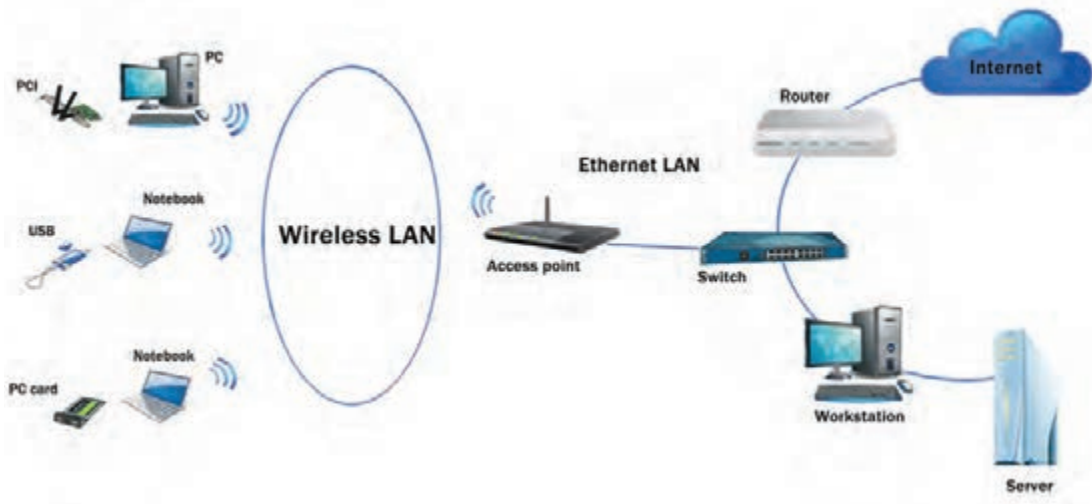 PC
PCI
Internet
Router
Ethernet LAN
Notebook
USB
Wireless LAN
Access point
Switch
Notebook
PC card
Workstation
Server